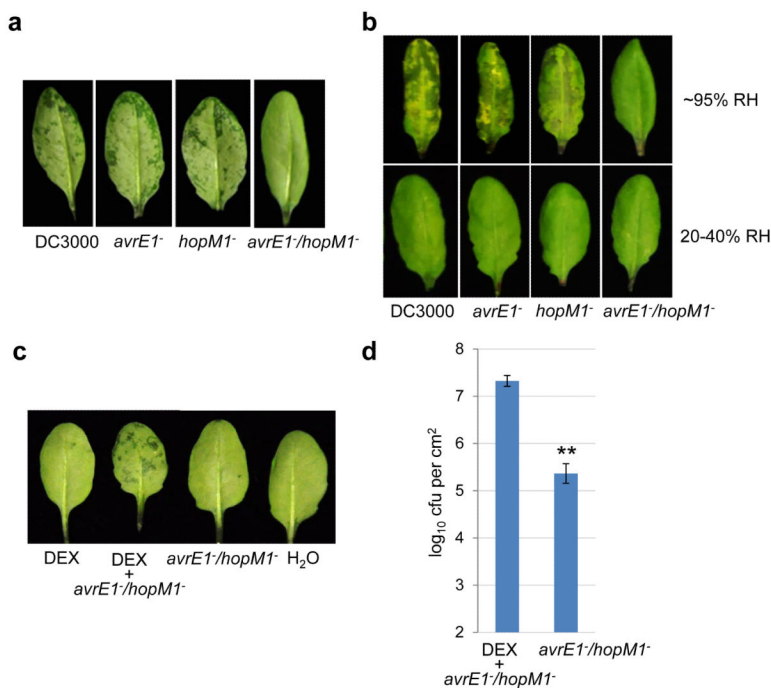 a
DC3000 avrE1⁻ hopM1⁻ avrE1⁻/hopM1⁻
b
~95% RH
20-40% RH
DC3000 avrE1⁻ hopM1⁻ avrE1⁻/hopM1⁻
c
DEX DEX + avrE1⁻/hopM1⁻ avrE1⁻/hopM1⁻ H₂O
d
log₁₀ cfu per cm²
8
7
6
5
4
3
2
**
DEX + avrE1⁻/hopM1⁻ avrE1⁻/hopM1⁻